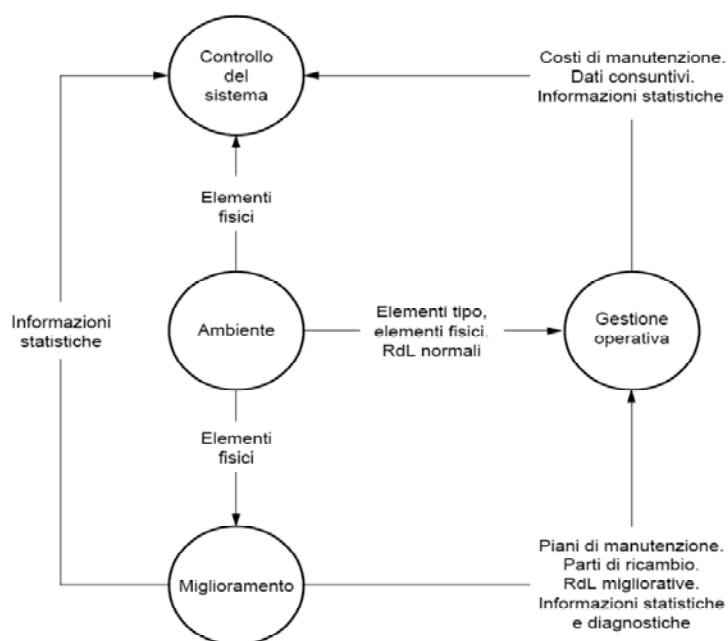 Controllo
del
sistema
Costi di manutenzione.
Dati consuntivi.
Informazioni statistiche
Elementi
fisici
Informazioni
statistiche
Ambiente
Elementi tipo,
elementi fisici.
RdL normali
Gestione
operativa
Elementi
fisici
Miglioramento
Piani di manutenzione.
Parti di ricambio.
RdL migliorative.
Informazioni statistiche
e diagnostiche